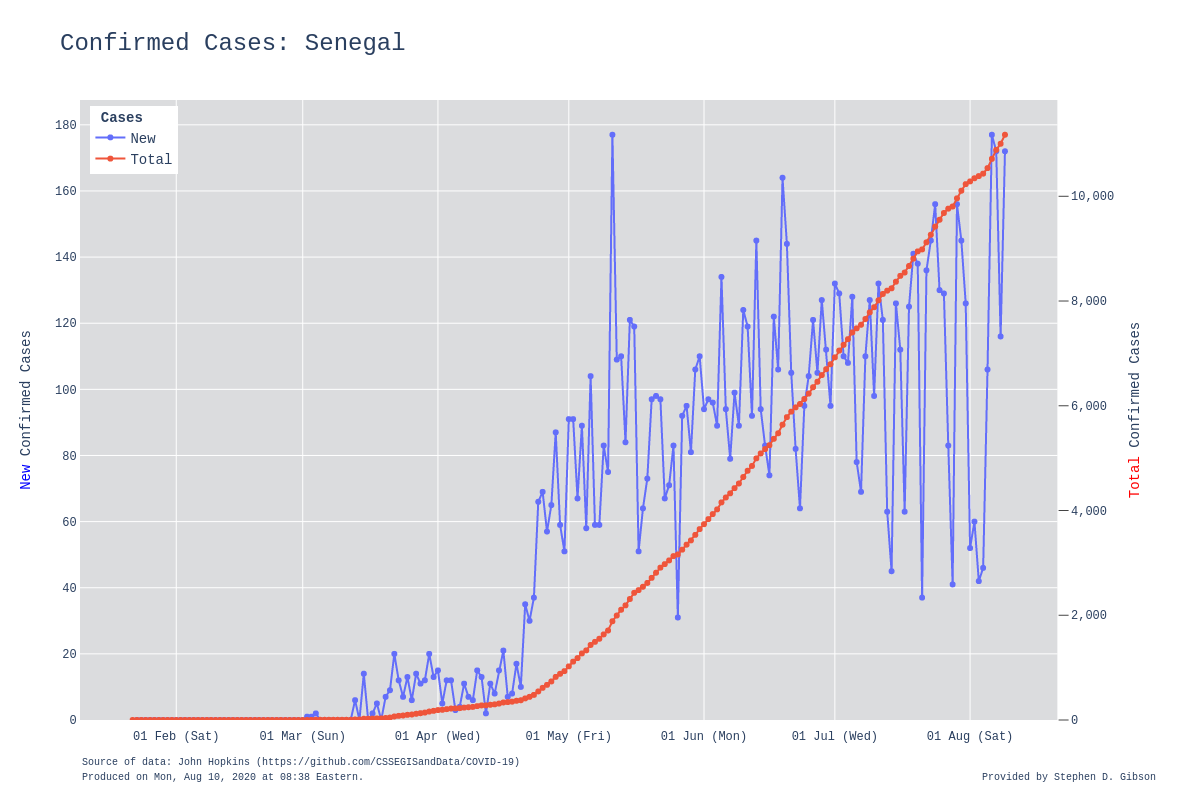 Confirmed Cases: Senegal
Cases
New
Total
180
160
140
120
100
80
60
40
20
0
10,000
8,000
6,000
4,000
2,000
0
New Confirmed Cases
Total Confirmed Cases
01 Feb (Sat) 01 Mar (Sun) 01 Apr (Wed) 01 May (Fri) 01 Jun (Mon) 01 Jul (Wed) 01 Aug (Sat)
Source of data: John Hopkins (https://github.com/CSSEGISandData/COVID-19)
Produced on Mon, Aug 10, 2020 at 08:38 Eastern.
Provided by Stephen D. Gibson